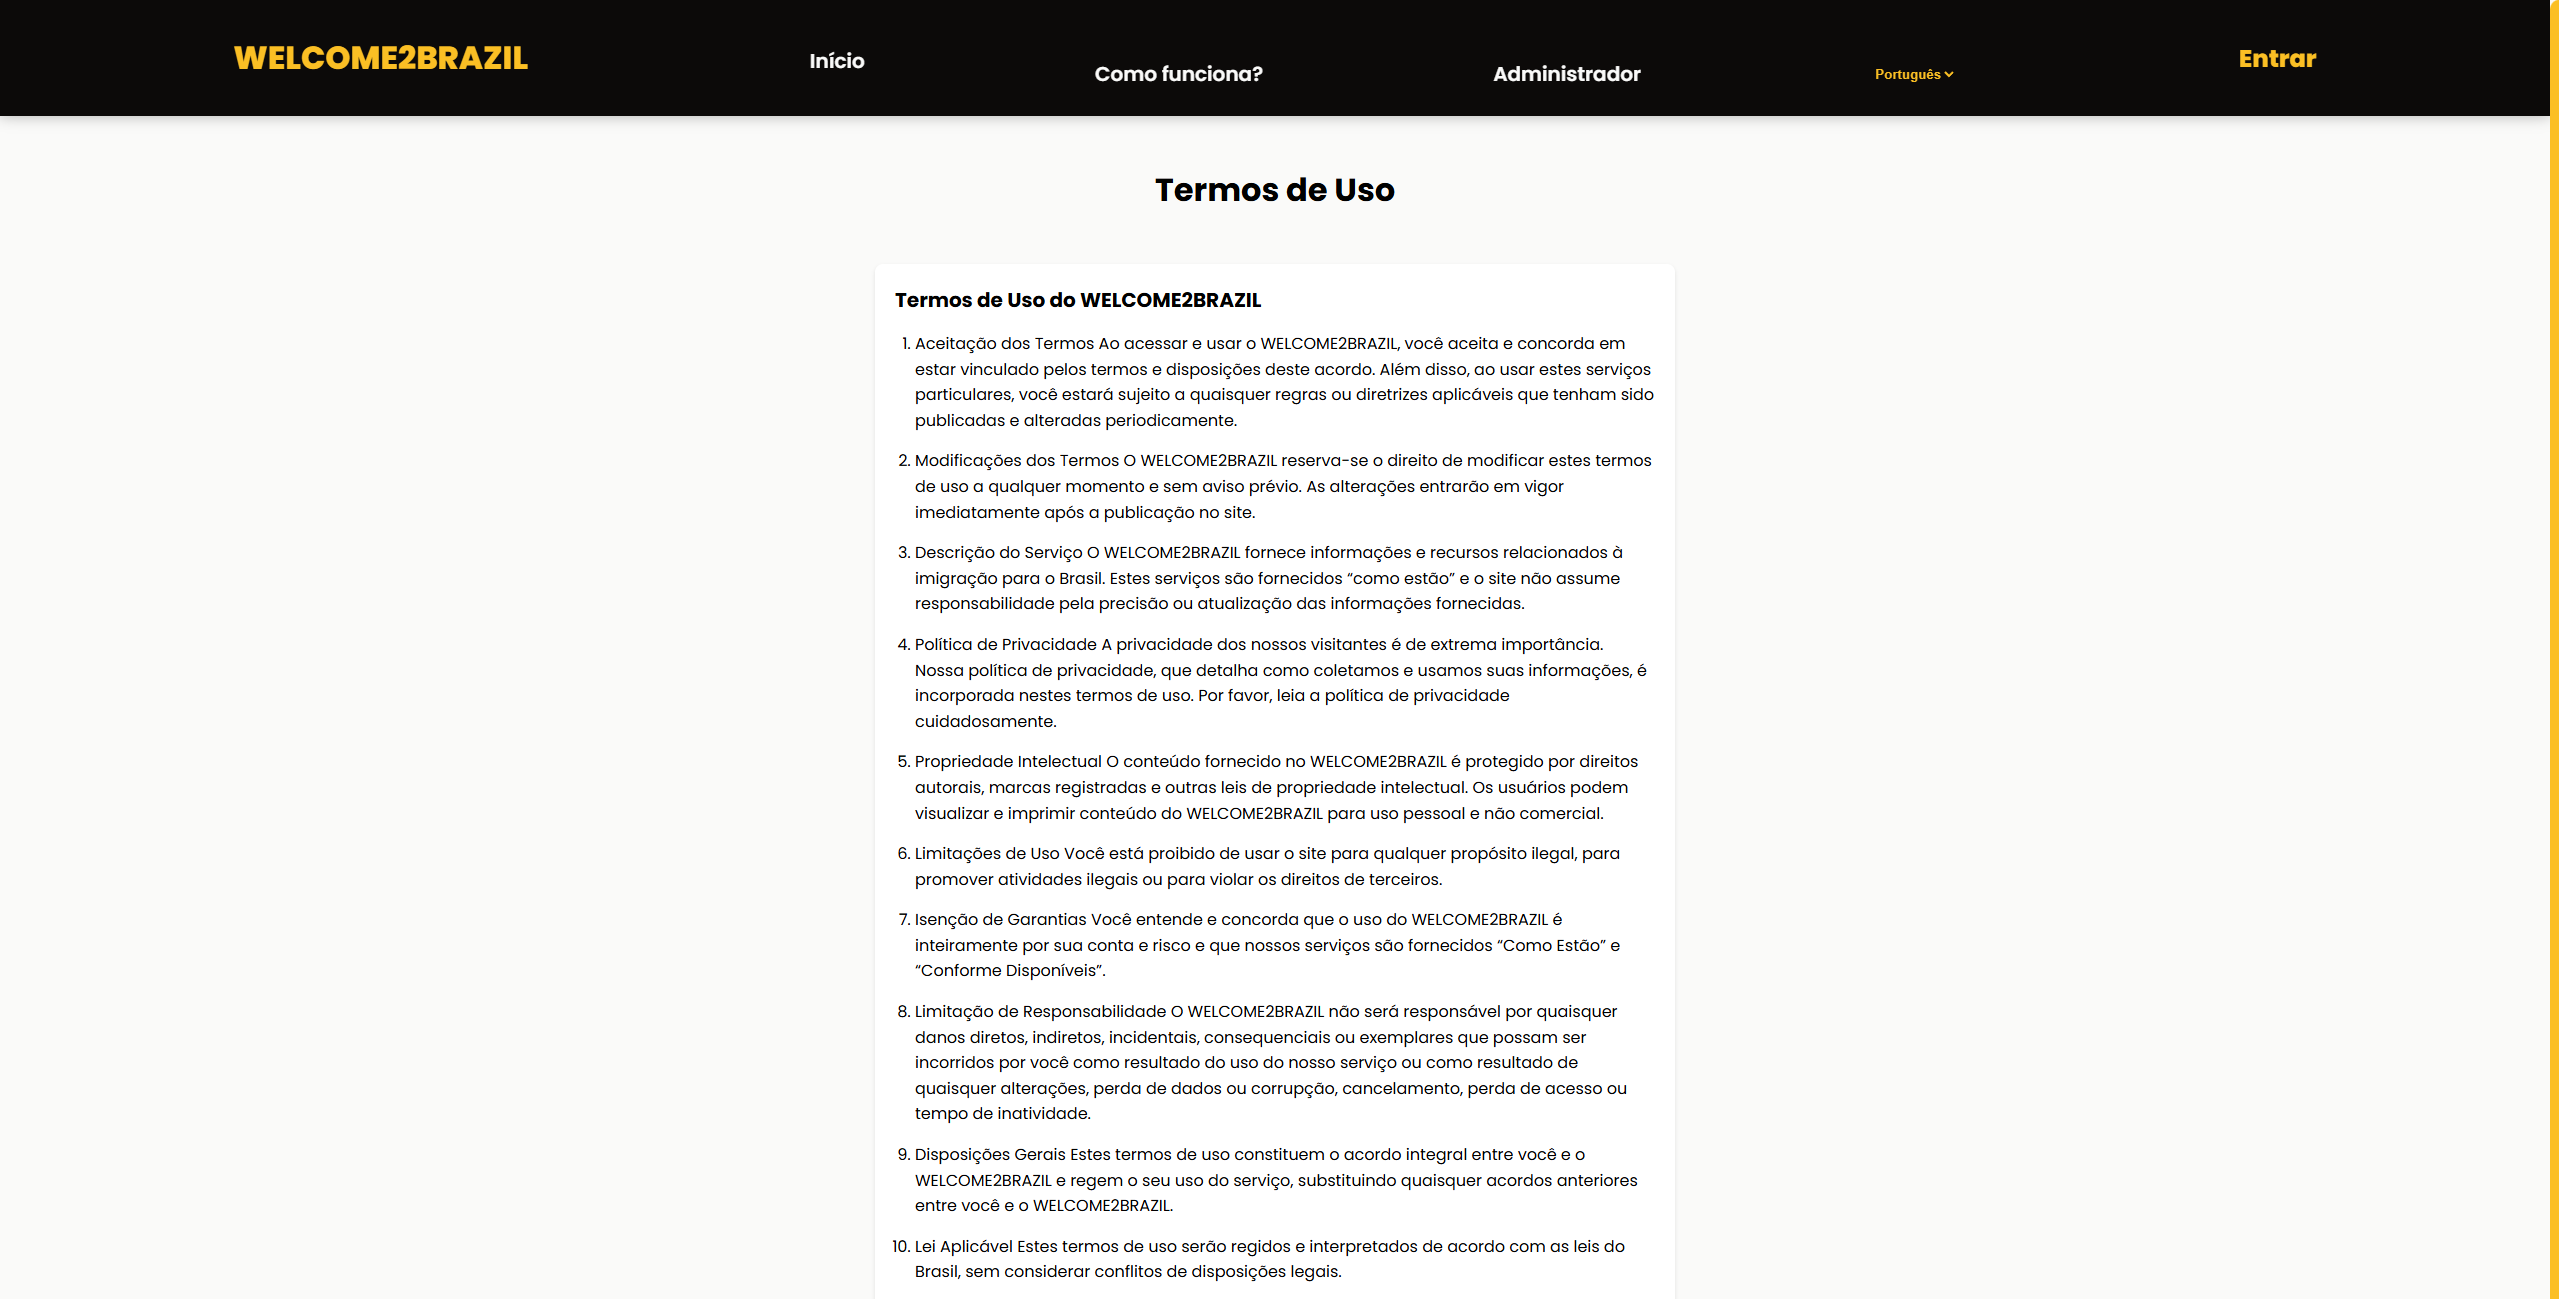 WELCOME2BRAZIL
Início
Como funciona?
Administrador
Português
Entrar
Termos de Uso
Termos de Uso do WELCOME2BRAZIL
1. Aceitação dos Termos Ao acessar e usar o WELCOME2BRAZIL, você aceita e concorda em
estar vinculado pelos termos e disposições deste acordo. Além disso, ao usar estes serviços
particulares, você estará sujeito a quaisquer regras ou diretrizes aplicáveis que tenham sido
publicadas e alteradas periodicamente.
2. Modificações dos Termos O WELCOME2BRAZIL reserva-se o direito de modificar estes termos
de uso a qualquer momento e sem aviso prévio. As alterações entrarão em vigor
imediatamente após a publicação no site.
3. Descrição do Serviço O WELCOME2BRAZIL fornece informações e recursos relacionados à
imigração para o Brasil. Estes serviços são fornecidos “como estão” e o site não assume
responsabilidade pela precisão ou atualização das informações fornecidas.
4. Política de Privacidade A privacidade dos nossos visitantes é de extrema importância.
Nossa política de privacidade, que detalha como coletamos e usamos suas informações, é
incorporada nestes termos de uso. Por favor, leia a política de privacidade
cuidadosamente.
5. Propriedade Intelectual O conteúdo fornecido no WELCOME2BRAZIL é protegido por direitos
autorais, marcas registradas e outras leis de propriedade intelectual. Os usuários podem
visualizar e imprimir conteúdo do WELCOME2BRAZIL para uso pessoal e não comercial.
6. Limitações de Uso Você está proibido de usar o site para qualquer propósito ilegal, para
promover atividades ilegais ou para violar os direitos de terceiros.
7. Isenção de Garantias Você entende e concorda que o uso do WELCOME2BRAZIL é
inteiramente por sua conta e risco e que nossos serviços são fornecidos “Como Estão” e
“Conforme Disponíveis”.
8. Limitação de Responsabilidade O WELCOME2BRAZIL não será responsável por quaisquer
danos diretos, indiretos, incidentais, consequenciais ou exemplares que possam ser
incorridos por você como resultado do uso do nosso serviço ou como resultado de
quaisquer alterações, perda de dados ou corrupção, cancelamento, perda de acesso ou
tempo de inatividade.
9. Disposições Gerais Estes termos de uso constituem o acordo integral entre você e o
WELCOME2BRAZIL e regem o seu uso do serviço, substituindo quaisquer acordos anteriores
entre você e o WELCOME2BRAZIL.
10. Lei Aplicável Estes termos de uso serão regidos e interpretados de acordo com as leis do
Brasil, sem considerar conflitos de disposições legais.